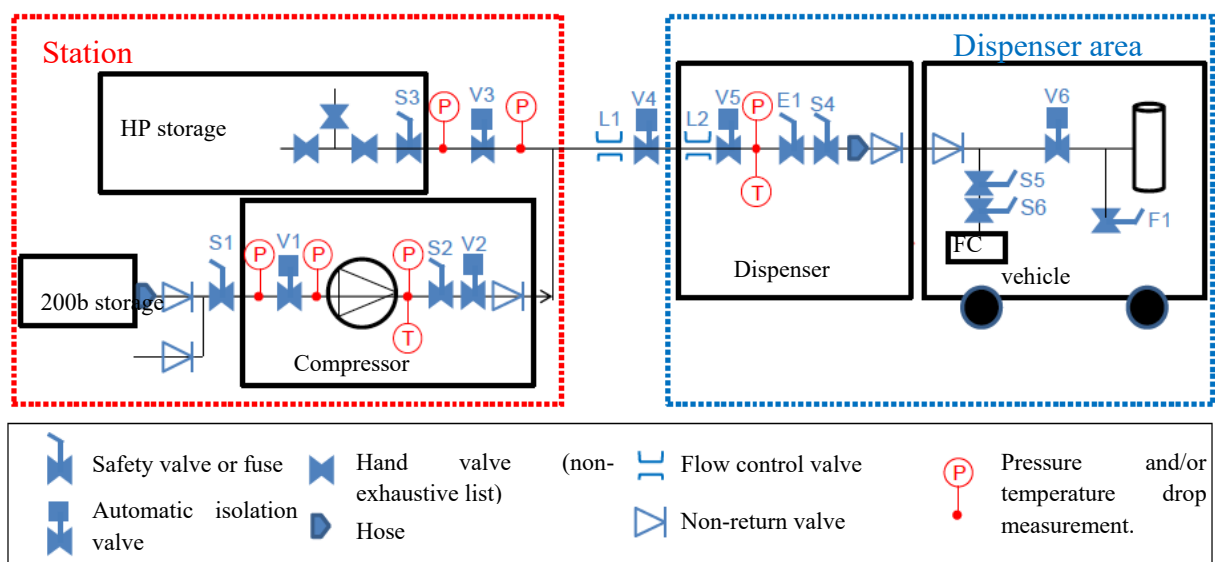 Station
Dispenser area
HP storage
S3
P
V3
P
L1
V4
L2
V5
P
E1
S4
V6
T
S5
S6
F1
FC
vehicle
Dispenser
200b storage
S1
P
V1
P
P
S2
V2
T
Compressor
Safety valve or fuse
Automatic isolation
valve
Hand valve (non-
exhaustive list)
Hose
Flow control valve
Non-return valve
P
Pressure and/or
temperature drop
measurement.